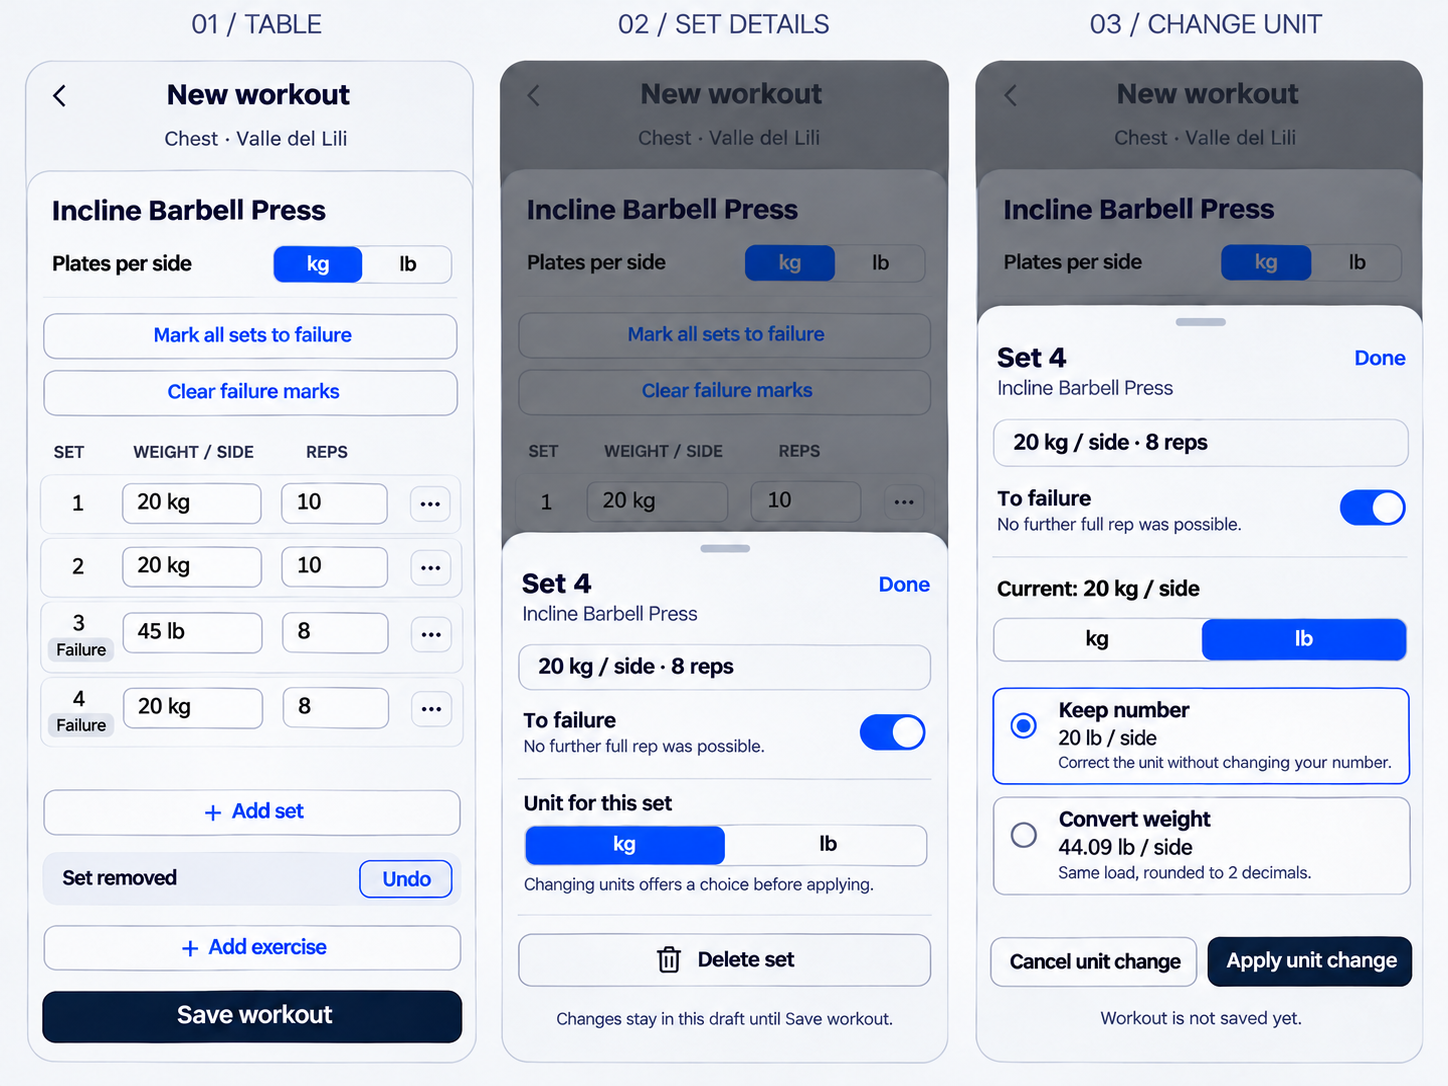 01 / TABLE
New workout
Chest · Valle del Lili
Incline Barbell Press
Plates per side
kg
lb
Mark all sets to failure
Clear failure marks
SET WEIGHT / SIDE REPS
1 20 kg 10 ...
2 20 kg 10 ...
3 45 lb 8 ...
Failure
4 20 kg 8 ...
Failure
+ Add set
Set removed Undo
+ Add exercise
Save workout
02 / SET DETAILS
New workout
Chest · Valle del Lili
Incline Barbell Press
Plates per side
kg
lb
Mark all sets to failure
Clear failure marks
SET WEIGHT / SIDE REPS
1 20 kg 10 ...
Set 4 Done
Incline Barbell Press
20 kg / side · 8 reps
To failure
No further full rep was possible.
Unit for this set
kg lb
Changing units offers a choice before applying.
Delete set
Changes stay in this draft until Save workout.
03 / CHANGE UNIT
New workout
Chest · Valle del Lili
Incline Barbell Press
Plates per side
kg
lb
Set 4 Done
Incline Barbell Press
20 kg / side · 8 reps
To failure
No further full rep was possible.
Current: 20 kg / side
kg lb
Keep number
20 lb / side
Correct the unit without changing your number.
Convert weight
44.09 lb / side
Same load, rounded to 2 decimals.
Cancel unit change Apply unit change
Workout is not saved yet.